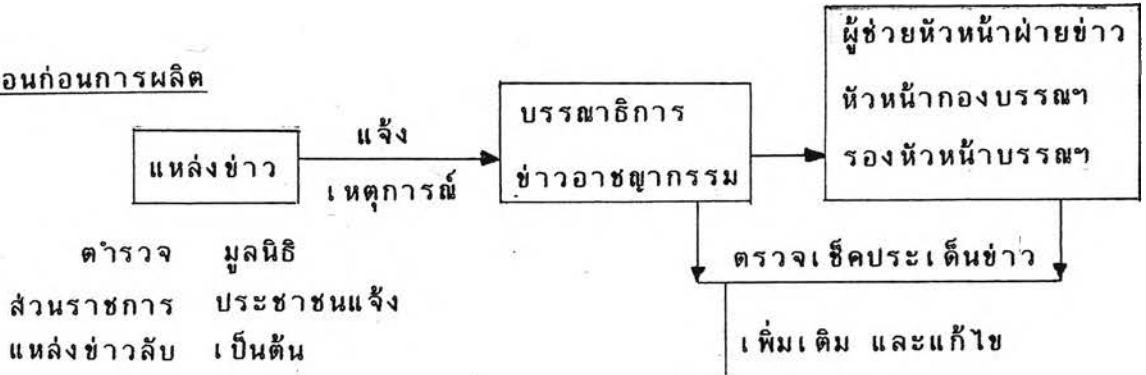 ผู้ช่วยหัวหน้าฝ่ายข่าว
หัวหน้ากองบรรณฯ
รองหัวหน้าบรรณฯ
อนก่อนการผลิต
บรรณาธิการ
ข่าวอาชญากรรม
แจ้ง
เหตุการณ์
แหล่งข่าว
ตำรวจ มูลนิธิ
ส่วนราชการ ประชาชนแจ้ง
แหล่งข่าวลับ เป็นต้น
ตรวจเช็คประเด็นข่าว
เพิ่มเติม และแก้ไข